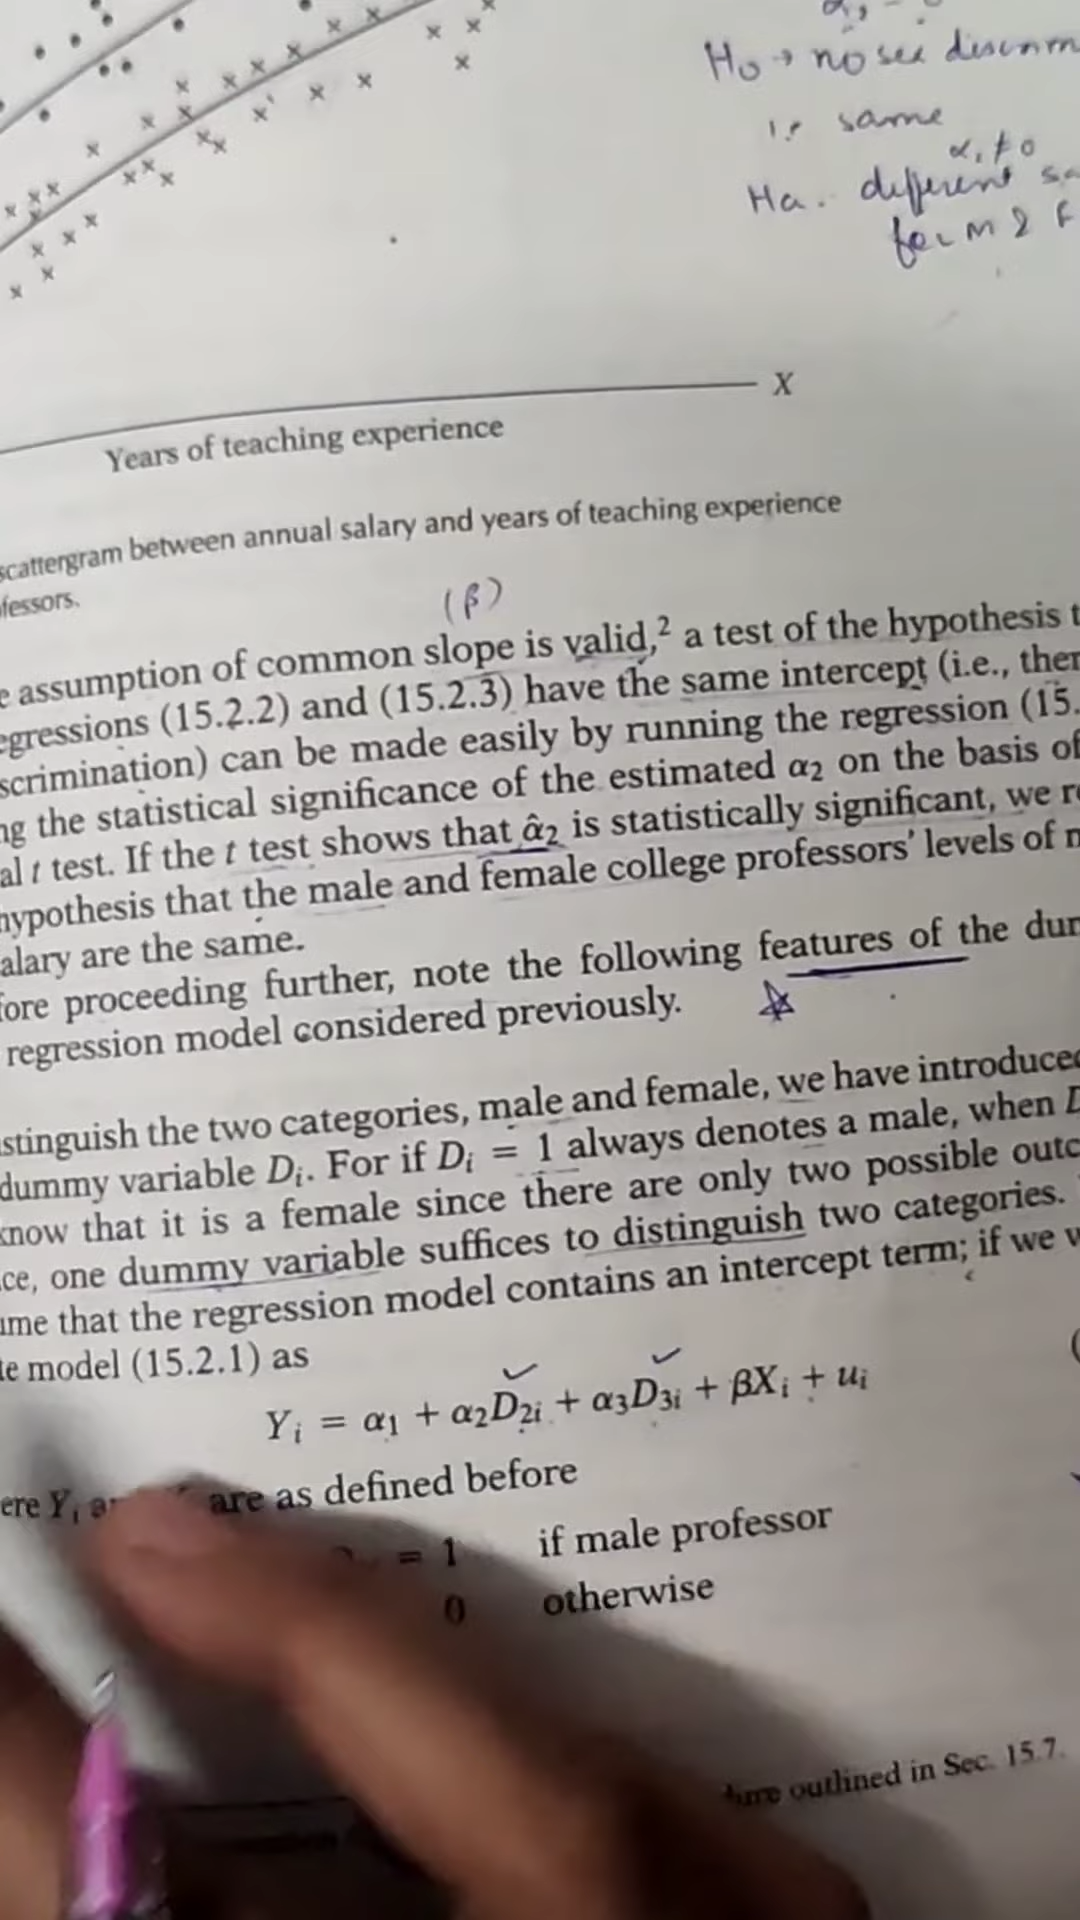 Ho → no sex
is same
α, ≠ 0
Ha. different
for M & F
X
Years of teaching experience
scattergram between annual salary and years of teaching experience
fessors.
(β)
e assumption of common slope is valid,² a test of the hypothesis t
egressions (15.2.2) and (15.2.3) have the same intercept (i.e., ther
scrimination) can be made easily by running the regression (15.
ng the statistical significance of the estimated α2 on the basis of
al t test. If the t test shows that α̂2 is statistically significant, we re
hypothesis that the male and female college professors' levels of m
alary are the same.
fore proceeding further, note the following features of the dum
regression model considered previously.
stinguish the two categories, male and female, we have introduced
dummy variable Di. For if Di = 1 always denotes a male, when D
know that it is a female since there are only two possible outc
ce, one dummy variable suffices to distinguish two categories.
ume that the regression model contains an intercept term; if we w
te model (15.2.1) as
Yi = α1 + α2D2i + α3D3i + βXi + ui
ere Yi are as defined before
= 1 if male professor
0 otherwise
outlined in Sec. 15.7.